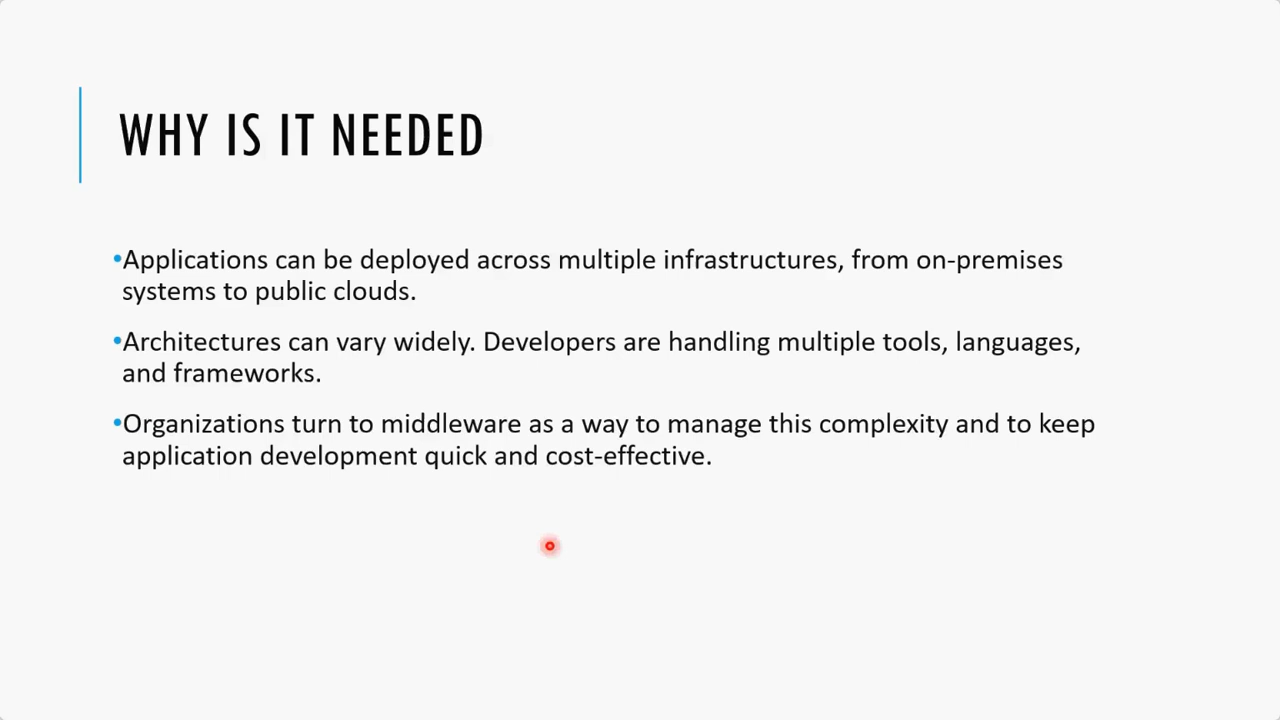 WHY IS IT NEEDED
•Applications can be deployed across multiple infrastructures, from on-premises
systems to public clouds.
•Architectures can vary widely. Developers are handling multiple tools, languages,
and frameworks.
•Organizations turn to middleware as a way to manage this complexity and to keep
application development quick and cost-effective.